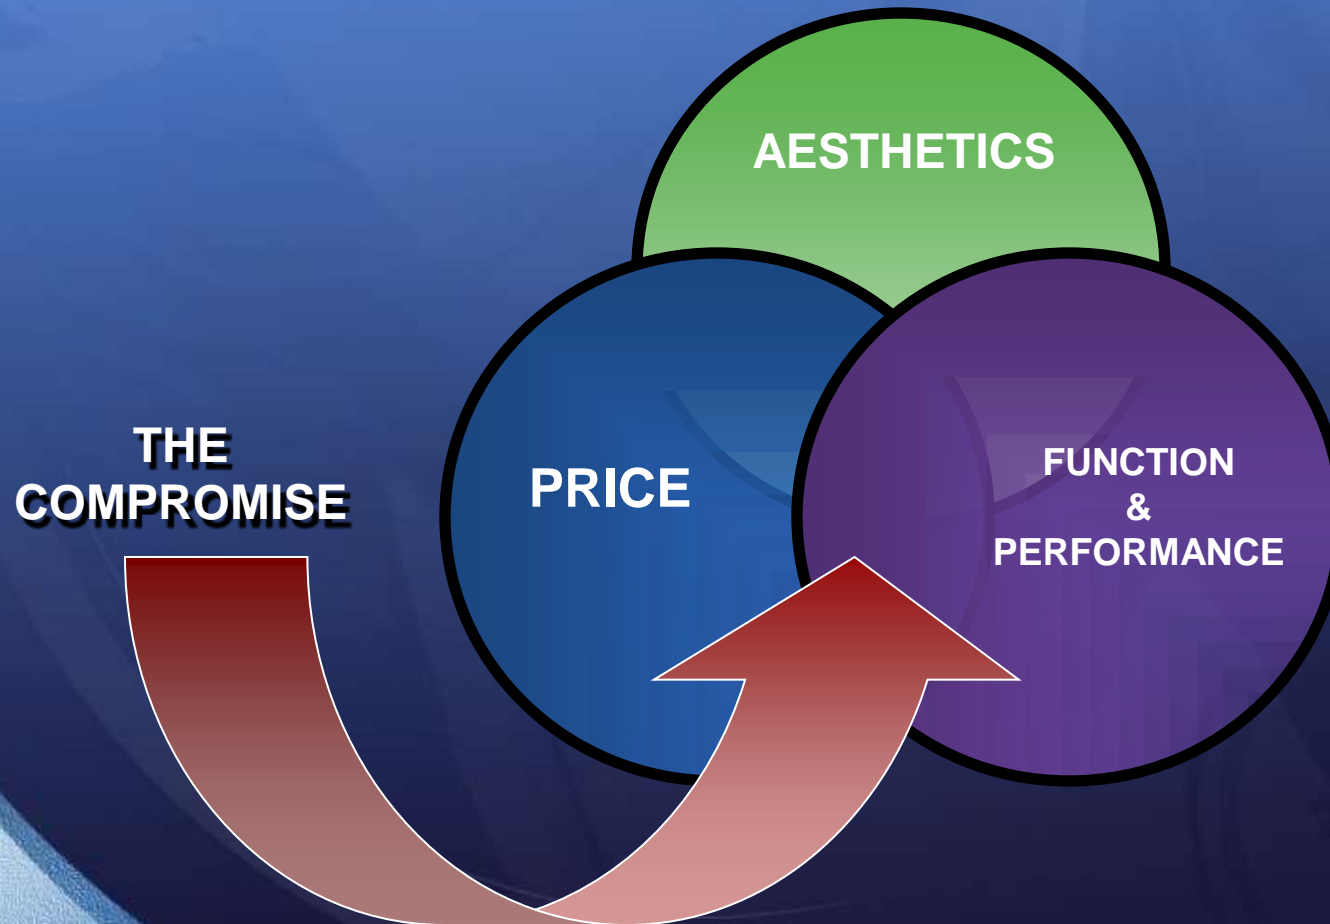 AESTHETICS
THE
COMPROMISE
PRICE
FUNCTION
&
PERFORMANCE